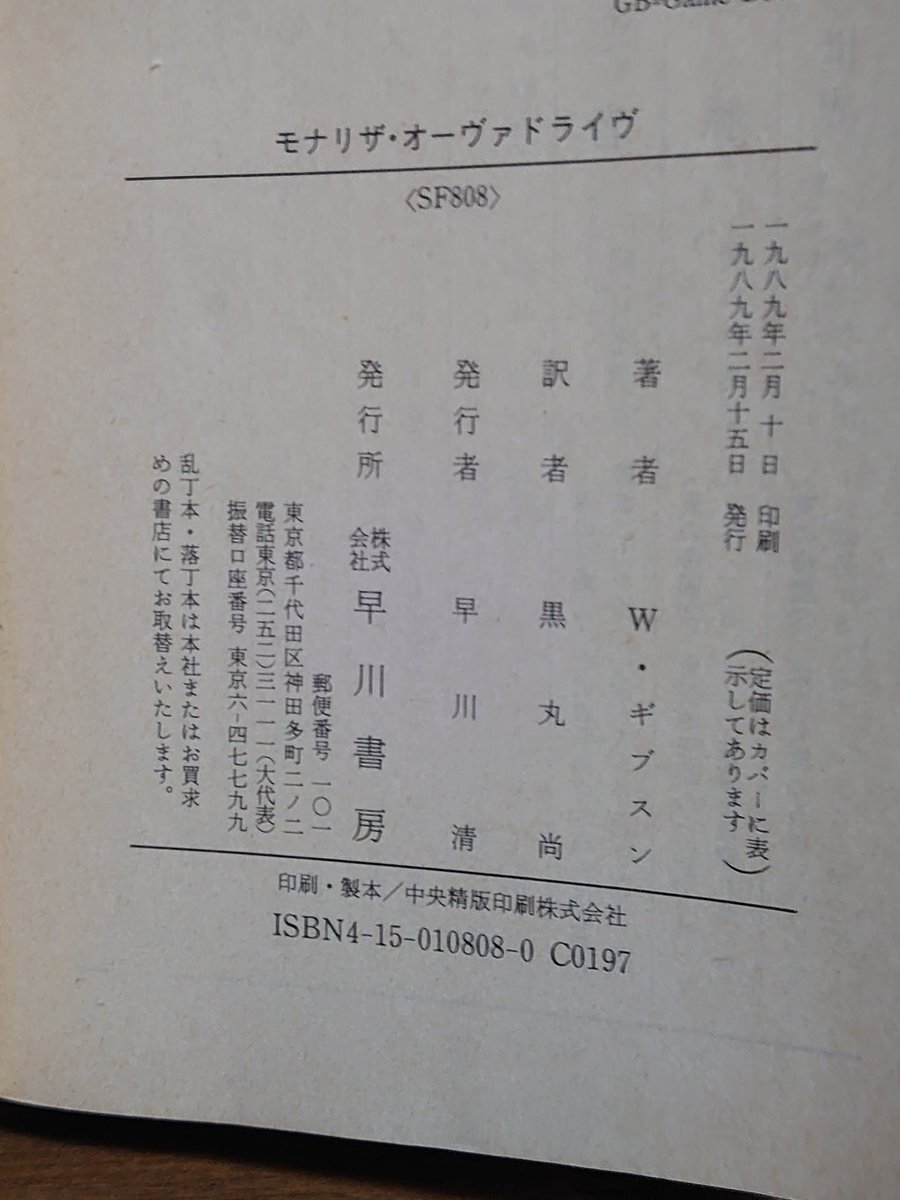 モナリザ・オーヴァドライヴ
〈SF808〉
一九八九年二月 十日 印刷
一九八九年二月十五日 発行
(定価はカバーに表
示してあります)
著者 W・ギブスン
訳者 黒丸尚
発行者 早川清
発行所 株式会社 早川書房
郵便番号 一〇一
東京都千代田区神田多町二ノ二
電話東京(二五二)三一一一(大代表)
振替口座番号 東京六-四七七九九
乱丁本・落丁本は本社またはお買求
めの書店にてお取替えいたします。
印刷・製本/中央精版印刷株式会社
ISBN4-15-010808-0 C0197